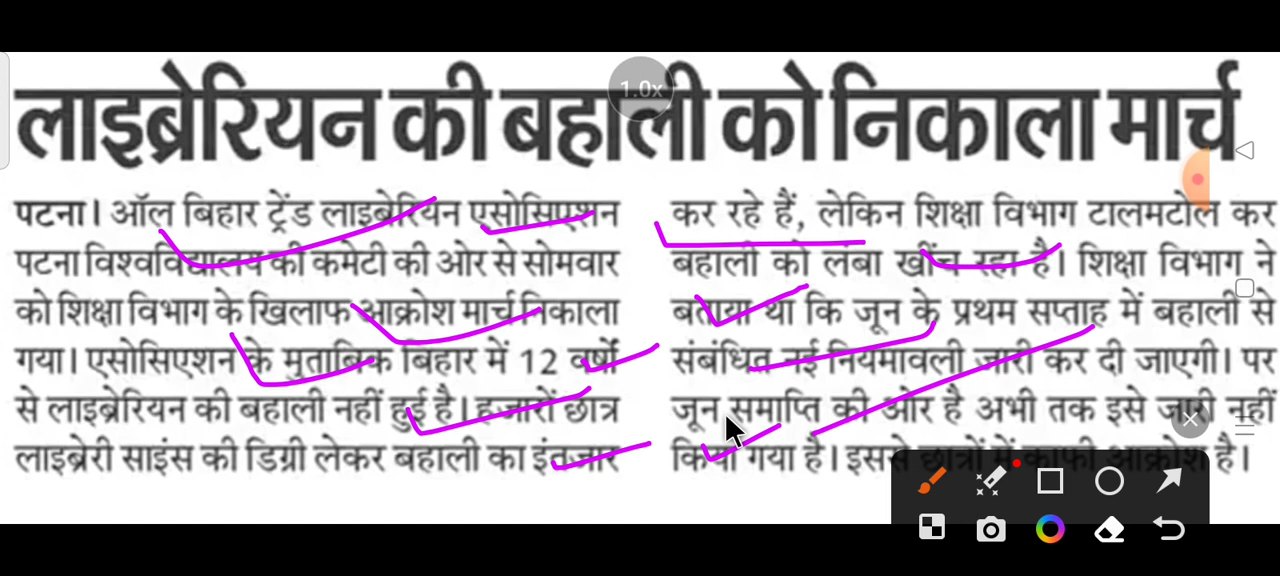 लाइब्रेरियन की बहाली को निकाला मार्च
1.0x
पटना। ऑल बिहार ट्रेंड लाइब्रेरियन एसोसिएशन
पटना विश्वविद्यालय की कमेटी की ओर से सोमवार
को शिक्षा विभाग के खिलाफ आक्रोश मार्च निकाला
गया। एसोसिएशन के मुताबिक बिहार में 12 वर्षों
से लाइब्रेरियन की बहाली नहीं हुई है। हजारों छात्र
लाइब्रेरी साइंस की डिग्री लेकर बहाली का इंतजार
कर रहे हैं, लेकिन शिक्षा विभाग टालमटोल कर
बहाली को लंबा खींच रहा है। शिक्षा विभाग ने
बताया था कि जून के प्रथम सप्ताह में बहाली से
संबंधित नई नियमावली जारी कर दी जाएगी। पर
जून समाप्ति की ओर है अभी तक इसे जारी नहीं
किया गया है। इससे छात्रों में काफी आक्रोश है।